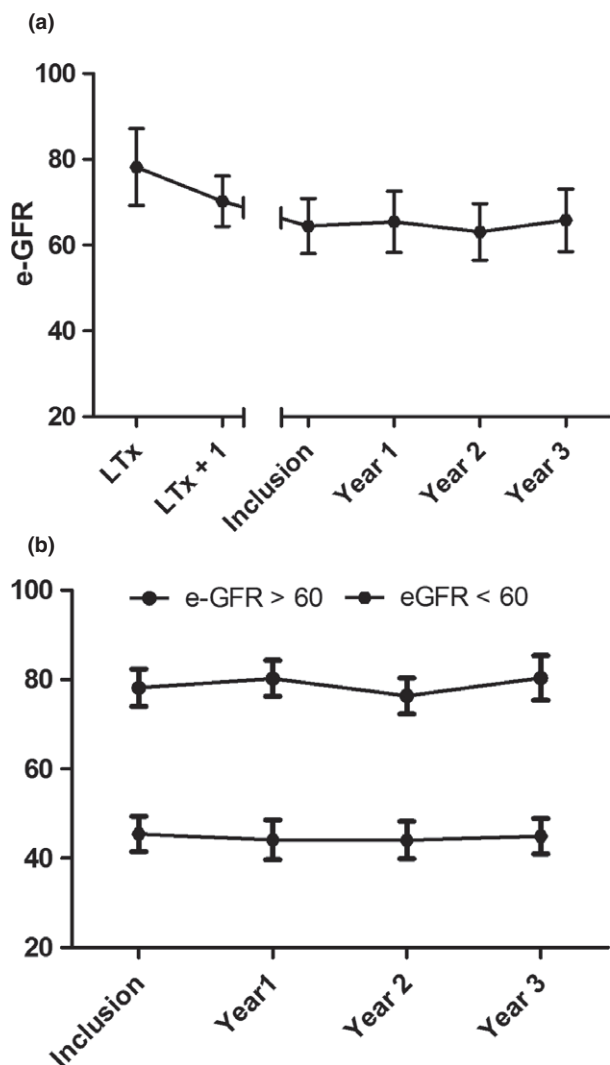 (a)
100
80
60
40
20
e-GFR
LTx
LTx + 1
Inclusion
Year 1
Year 2
Year 3
(b)
100
80
60
40
20
e-GFR > 60 eGFR < 60
Inclusion
Year1
Year 2
Year 3